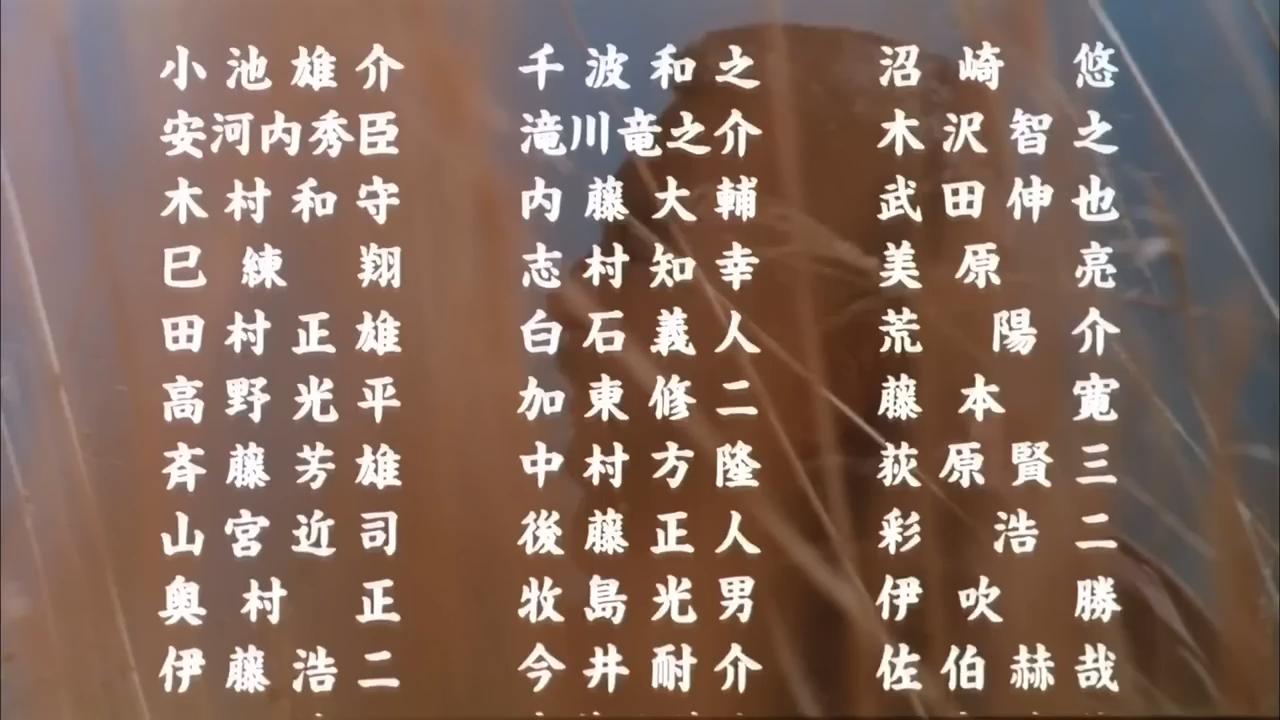 小池雄介 千波和之 沼崎悠
安河内秀臣 滝川竜之介 木沢智之
木村和守 内藤大輔 武田伸也
巳練翔 志村知幸 美原亮
田村正雄 白石義人 荒陽介
高野光平 加東修二 藤本寛
斉藤芳雄 中村方隆 荻原賢三
山宮近司 後藤正人 彩浩二
奥村正 牧島光男 伊吹勝
伊藤浩二 今井耐介 佐伯赫哉